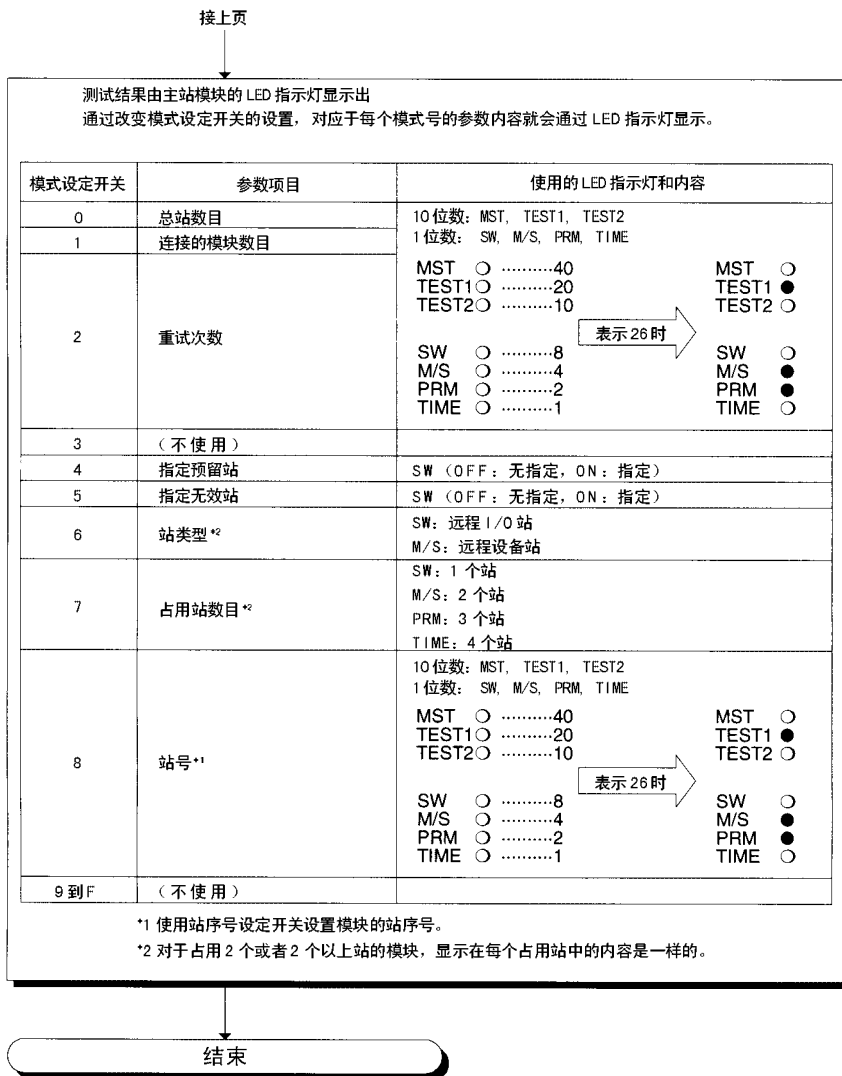 接上页
测试结果由主站模块的 LED 指示灯显示出
通过改变模式设定开关的设置, 对应于每个模式号的参数内容就会通过 LED 指示灯显示。
模式设定开关 参数项目 使用的 LED 指示灯和内容
0 总站数目
1 连接的模块数目
10 位数: MST, TEST1, TEST2
1 位数: SW, M/S, PRM, TIME
2 重试次数
MST ○ ··········40 MST ○
TEST1○ ··········20 TEST1 ●
TEST2○ ··········10 TEST2 ○
表示 26 时
SW ○ ··········8 SW ○
M/S ○ ··········4 M/S ●
PRM ○ ··········2 PRM ●
TIME ○ ··········1 TIME ○
3 (不使用)
4 指定预留站 SW (OFF: 无指定, ON: 指定)
5 指定无效站 SW (OFF: 无指定, ON: 指定)
6 站类型*2
SW: 远程 I/O 站
M/S: 远程设备站
7 占用站数目*2
SW: 1 个站
M/S: 2 个站
PRM: 3 个站
TIME: 4 个站
8 站号*1
10 位数: MST, TEST1, TEST2
1 位数: SW, M/S, PRM, TIME
MST ○ ··········40 MST ○
TEST1○ ··········20 TEST1 ●
TEST2○ ··········10 TEST2 ○
表示 26 时
SW ○ ··········8 SW ○
M/S ○ ··········4 M/S ●
PRM ○ ··········2 PRM ●
TIME ○ ··········1 TIME ○
9 到 F (不使用)
*1 使用站序号设定开关设置模块的站序号。
*2 对于占用 2 个或者 2 个以上站的模块, 显示在每个占用站中的内容是一样的。
结束